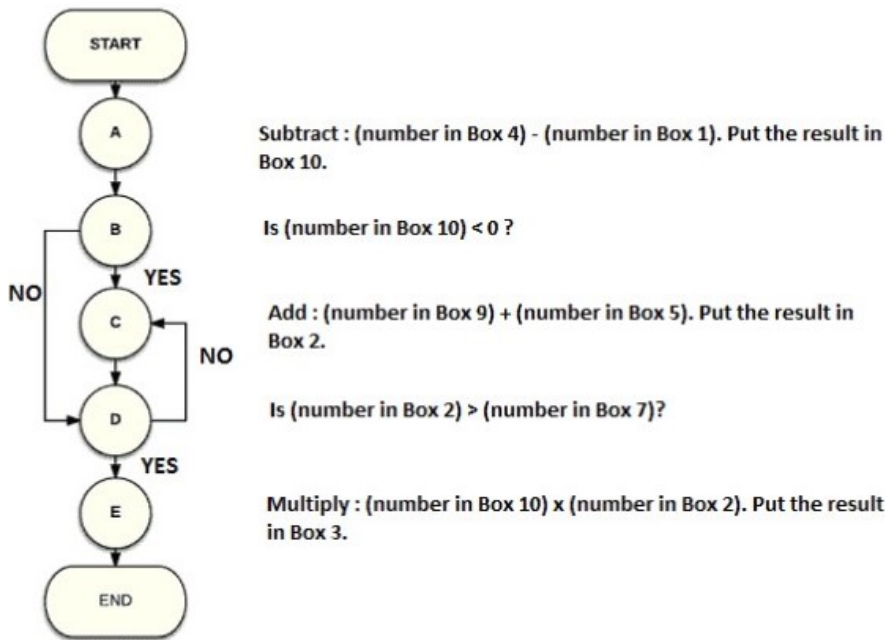 START
A
Subtract : (number in Box 4) - (number in Box 1). Put the result in
Box 10.
B
Is (number in Box 10) < 0 ?
NO
YES
C
Add : (number in Box 9) + (number in Box 5). Put the result in
Box 2.
NO
D
Is (number in Box 2) > (number in Box 7)?
YES
E
Multiply : (number in Box 10) x (number in Box 2). Put the result
in Box 3.
END